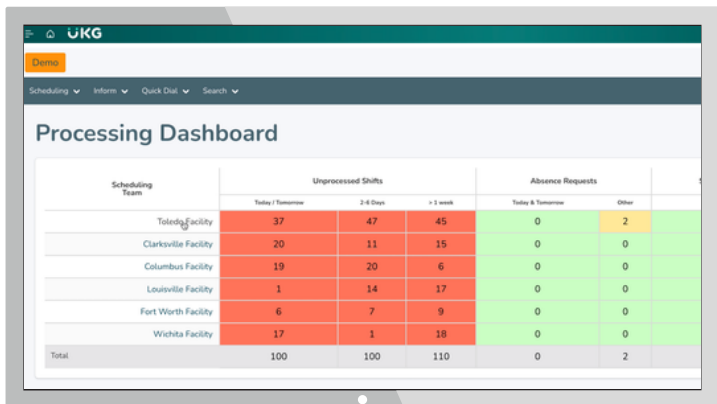 UKG
Demo
Scheduling Inform Quick Dial Search
Processing Dashboard
Scheduling Team Unprocessed Shifts Absence Requests
Today / Tomorrow 2-6 Days > 1 week Today & Tomorrow Other
Toledo Facility 37 47 45 0 2
Clarksville Facility 20 11 15 0 0
Columbus Facility 19 20 6 0 0
Louisville Facility 1 14 17 0 0
Fort Worth Facility 6 7 9 0 0
Wichita Facility 17 1 18 0 0
Total 100 100 110 0 2